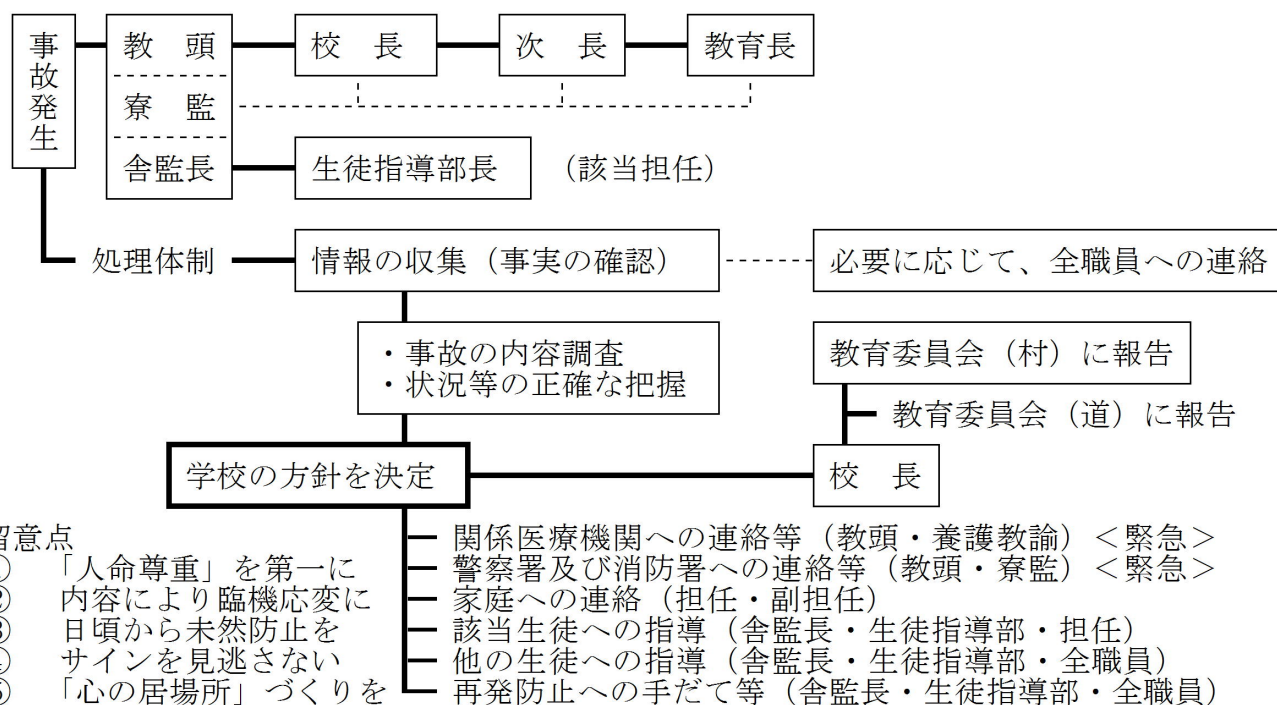 事故発生
教　頭
校　長
次　長
教育長
寮　監
舎監長
生徒指導部長
（該当担任）
処理体制
情報の収集（事実の確認）
必要に応じて、全職員への連絡
・事故の内容調査
・状況等の正確な把握
教育委員会（村）に報告
教育委員会（道）に報告
学校の方針を決定
校　長
留意点
①　「人命尊重」を第一に
②　内容により臨機応変に
③　日頃から未然防止を
④　サインを見逃さない
⑤　「心の居場所」づくりを
関係医療機関への連絡等（教頭・養護教諭）＜緊急＞
警察署及び消防署への連絡等（教頭・寮監）＜緊急＞
家庭への連絡（担任・副担任）
該当生徒への指導（舎監長・生徒指導部・担任）
他の生徒への指導（舎監長・生徒指導部・全職員）
再発防止への手だて等（舎監長・生徒指導部・全職員）